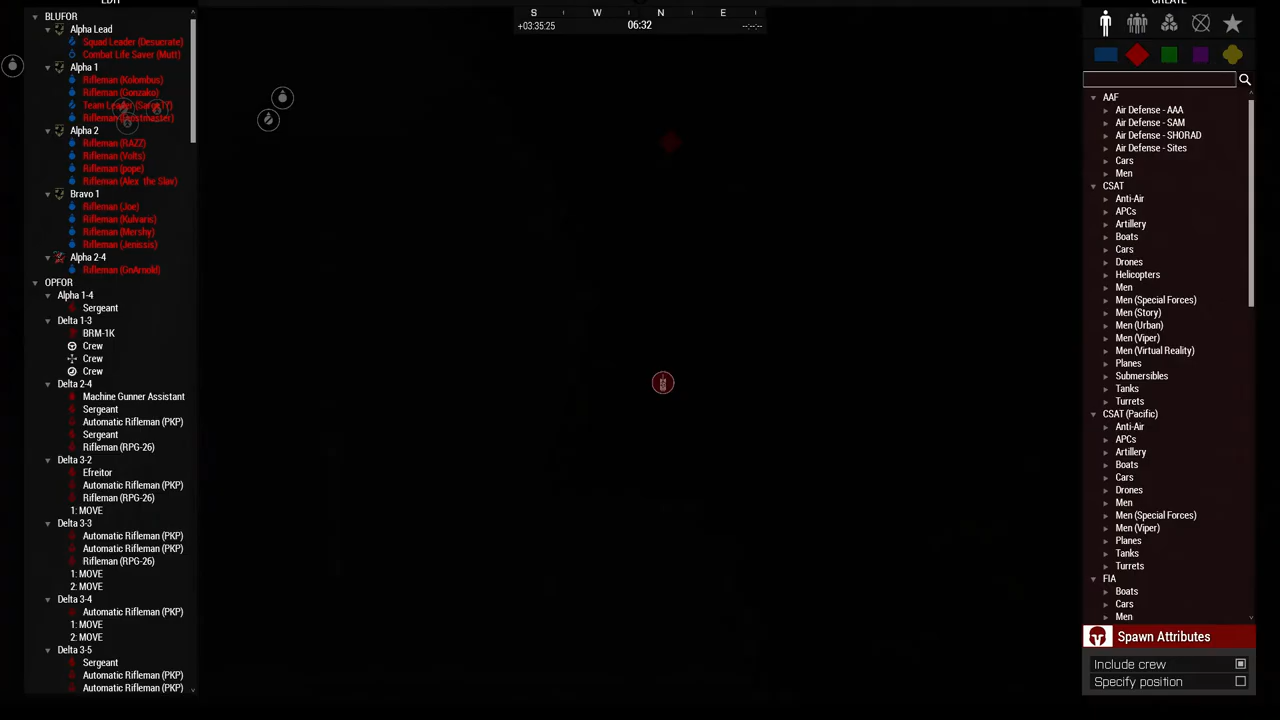 EDIT
BLUFOR
Alpha Lead
Squad Leader (Desucrate)
Combat Life Saver (Mutt)
Alpha 1
Rifleman (Kolombus)
Rifleman (Gonzako)
Team Leader
Rifleman
Alpha 2
Rifleman (RAZZ)
Rifleman (Volts)
Rifleman (pope)
Rifleman (Alex the Slav)
Bravo 1
Rifleman (Joe)
Rifleman (Kulvaris)
Rifleman (Mershy)
Rifleman (Jenissis)
Alpha 2-4
Rifleman (GnArnold)
OPFOR
Alpha 1-4
Sergeant
Delta 1-3
BRM-1K
Crew
Crew
Crew
Delta 2-4
Machine Gunner Assistant
Sergeant
Automatic Rifleman (PKP)
Sergeant
Rifleman (RPG-26)
Delta 3-2
Efreitor
Automatic Rifleman (PKP)
Rifleman (RPG-26)
1: MOVE
Delta 3-3
Automatic Rifleman (PKP)
Automatic Rifleman (PKP)
Rifleman (RPG-26)
1: MOVE
2: MOVE
Delta 3-4
Automatic Rifleman (PKP)
1: MOVE
2: MOVE
Delta 3-5
Sergeant
Automatic Rifleman (PKP)
Automatic Rifleman (PKP)
S W N E
+03:35:25 06:32 --:--:--
CREATE
AAF
Air Defense - AAA
Air Defense - SAM
Air Defense - SHORAD
Air Defense - Sites
Cars
Men
CSAT
Anti-Air
APCs
Artillery
Boats
Cars
Drones
Helicopters
Men
Men (Special Forces)
Men (Story)
Men (Urban)
Men (Viper)
Men (Virtual Reality)
Planes
Submersibles
Tanks
Turrets
CSAT (Pacific)
Anti-Air
APCs
Artillery
Boats
Cars
Drones
Men
Men (Special Forces)
Men (Viper)
Planes
Tanks
Turrets
FIA
Boats
Cars
Men
Spawn Attributes
Include crew
Specify position